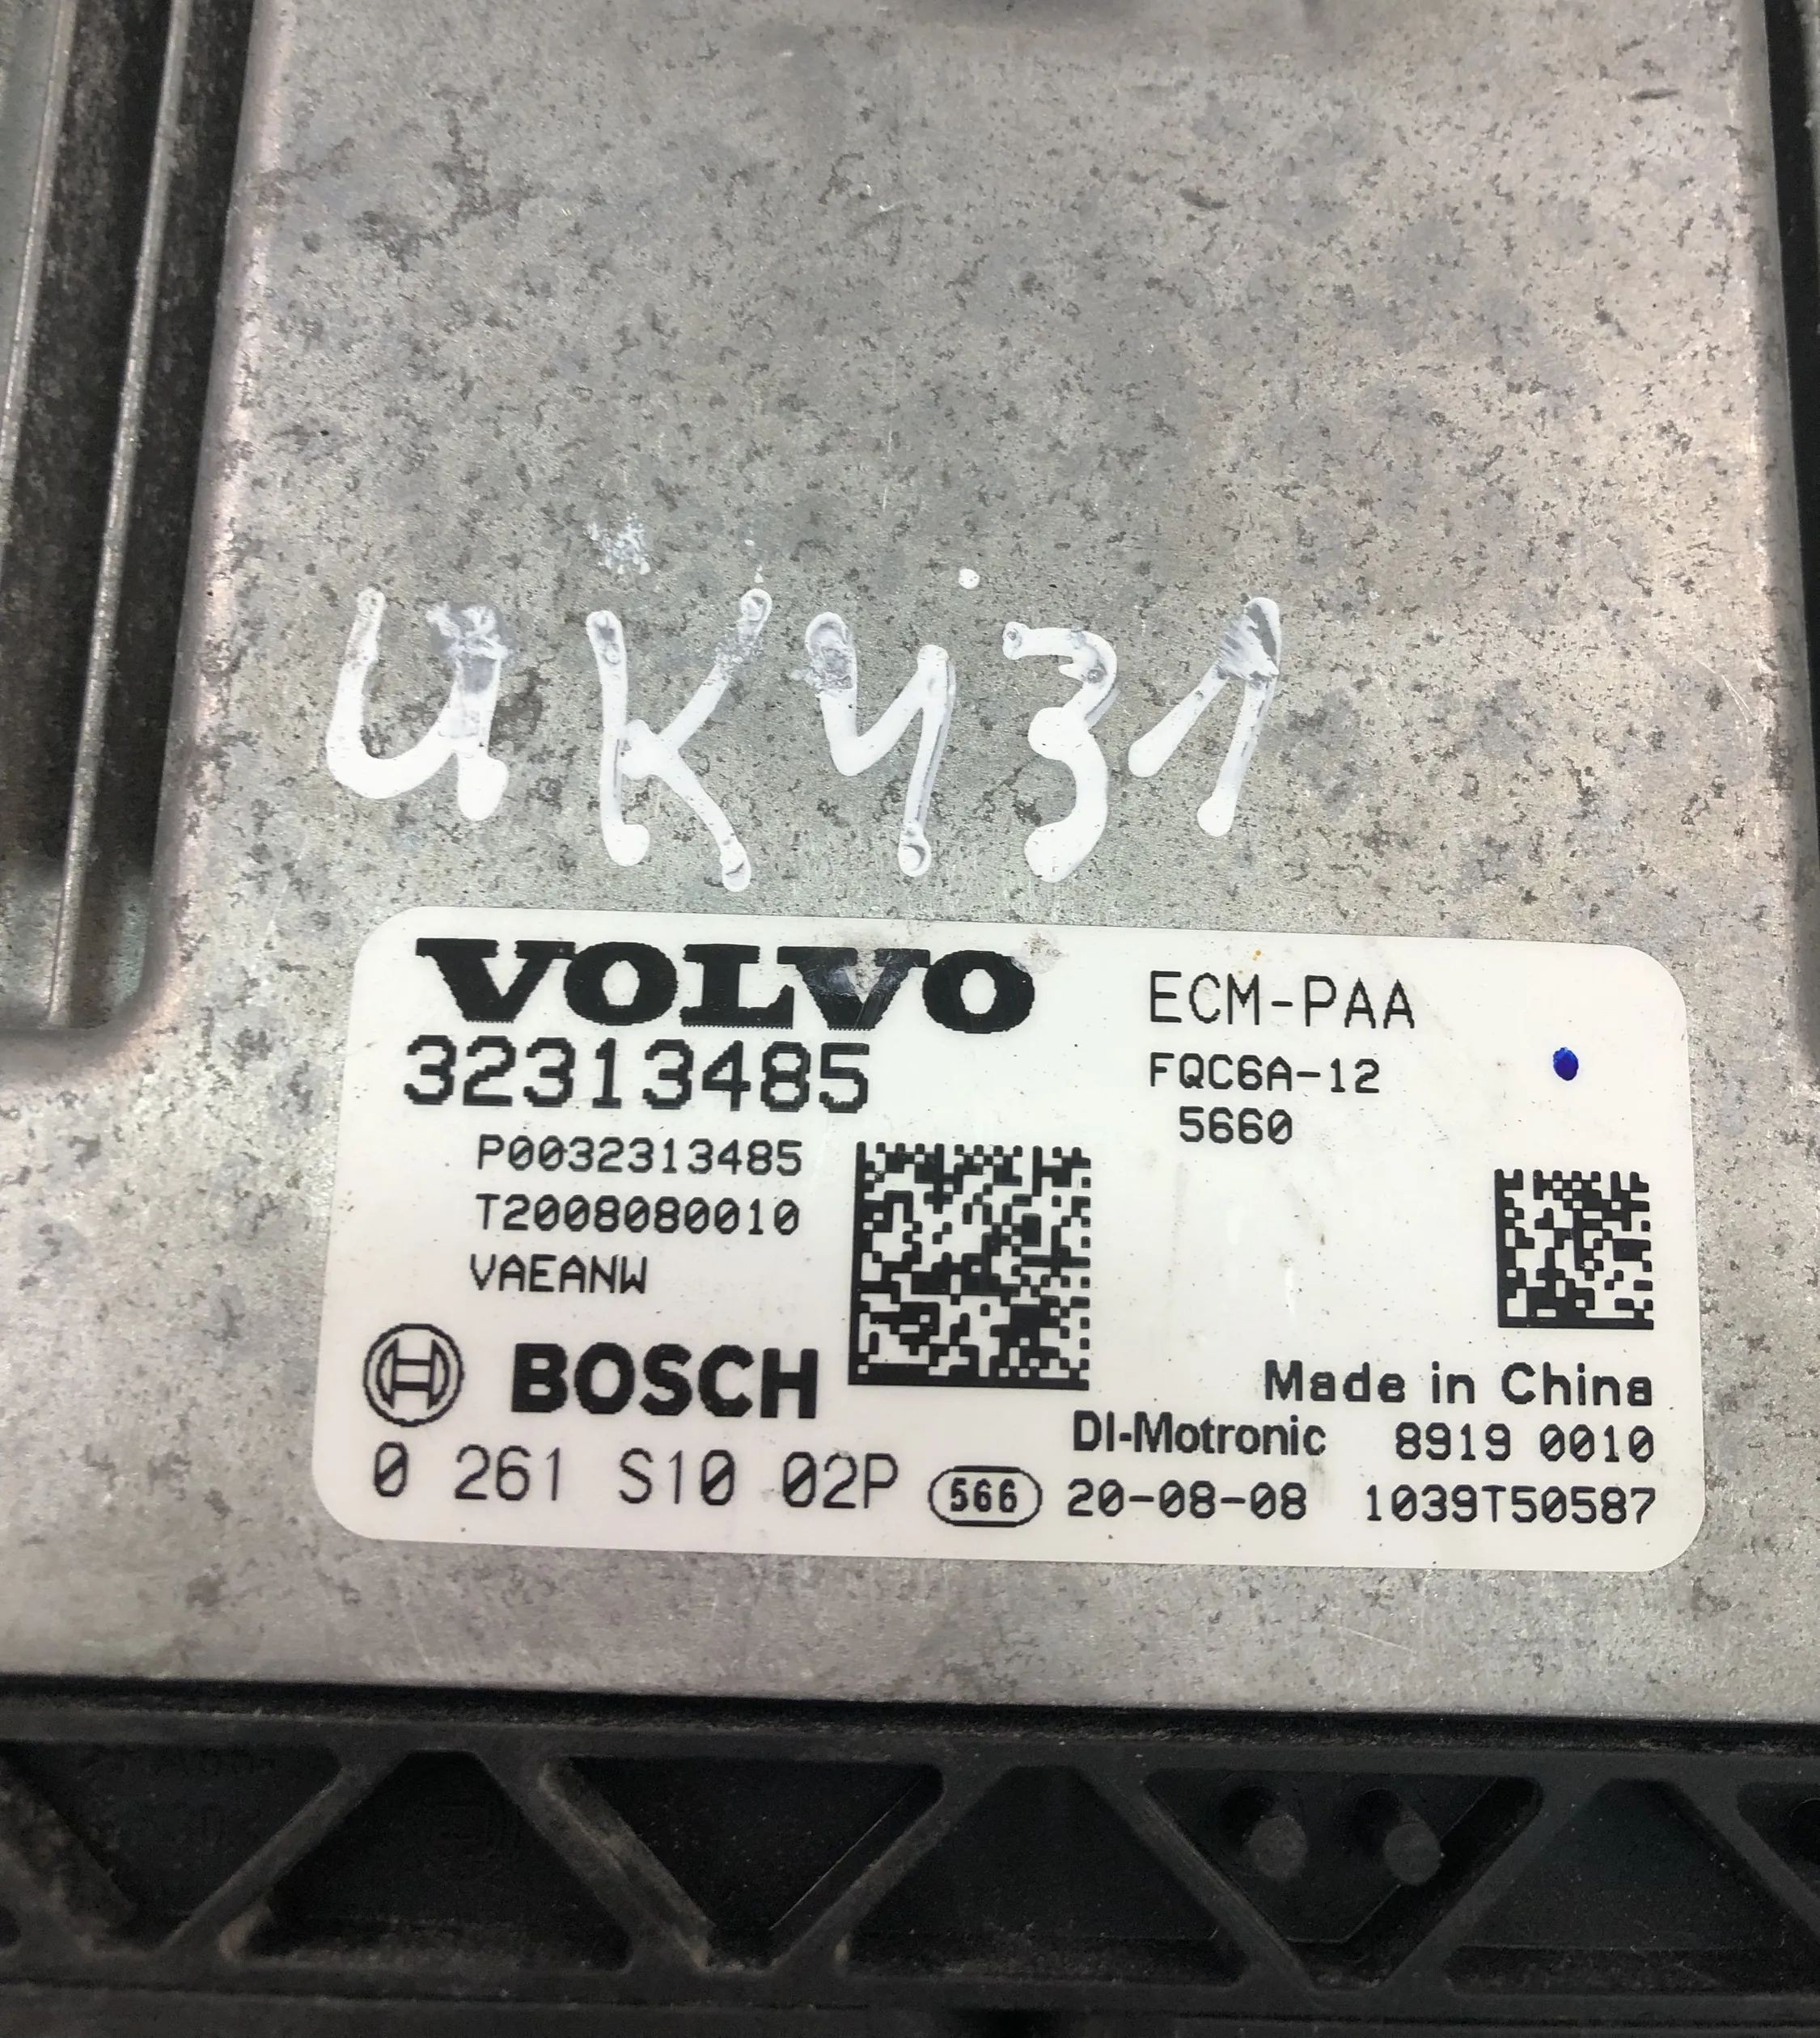 UK431
VOLVO
32313485
P0032313485
T2008080010
VAEANW
BOSCH
0 261 S10 02P
566
ECM-PAA
FQC6A-12
5660
Made in China
DI-Motronic 8919 0010
20-08-08 1039T50587